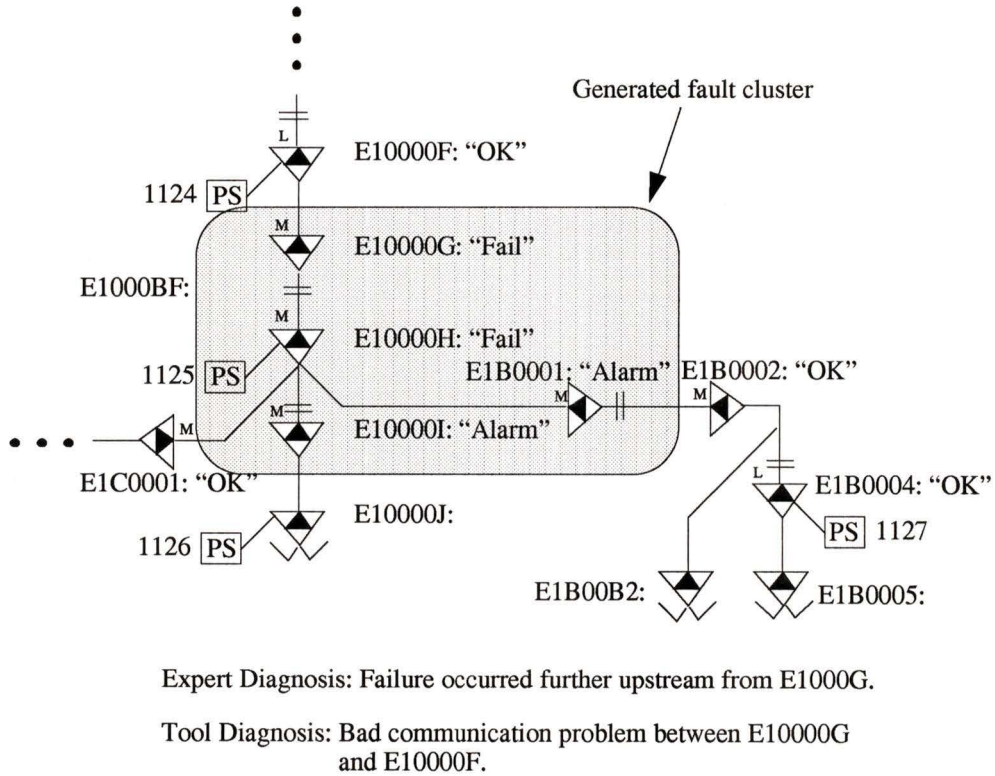 Generated fault cluster
L
E10000F: “OK”
1124 PS
M
E10000G: “Fail”
E1000BF:
M
E10000H: “Fail”
1125 PS
E1B0001: “Alarm” E1B0002: “OK”
M
M
M
E10000I: “Alarm”
M
E1C0001: “OK”
L
E1B0004: “OK”
E10000J:
1126 PS
PS 1127
E1B00B2:
E1B0005:
Expert Diagnosis: Failure occurred further upstream from E1000G.
Tool Diagnosis: Bad communication problem between E10000G
and E10000F.